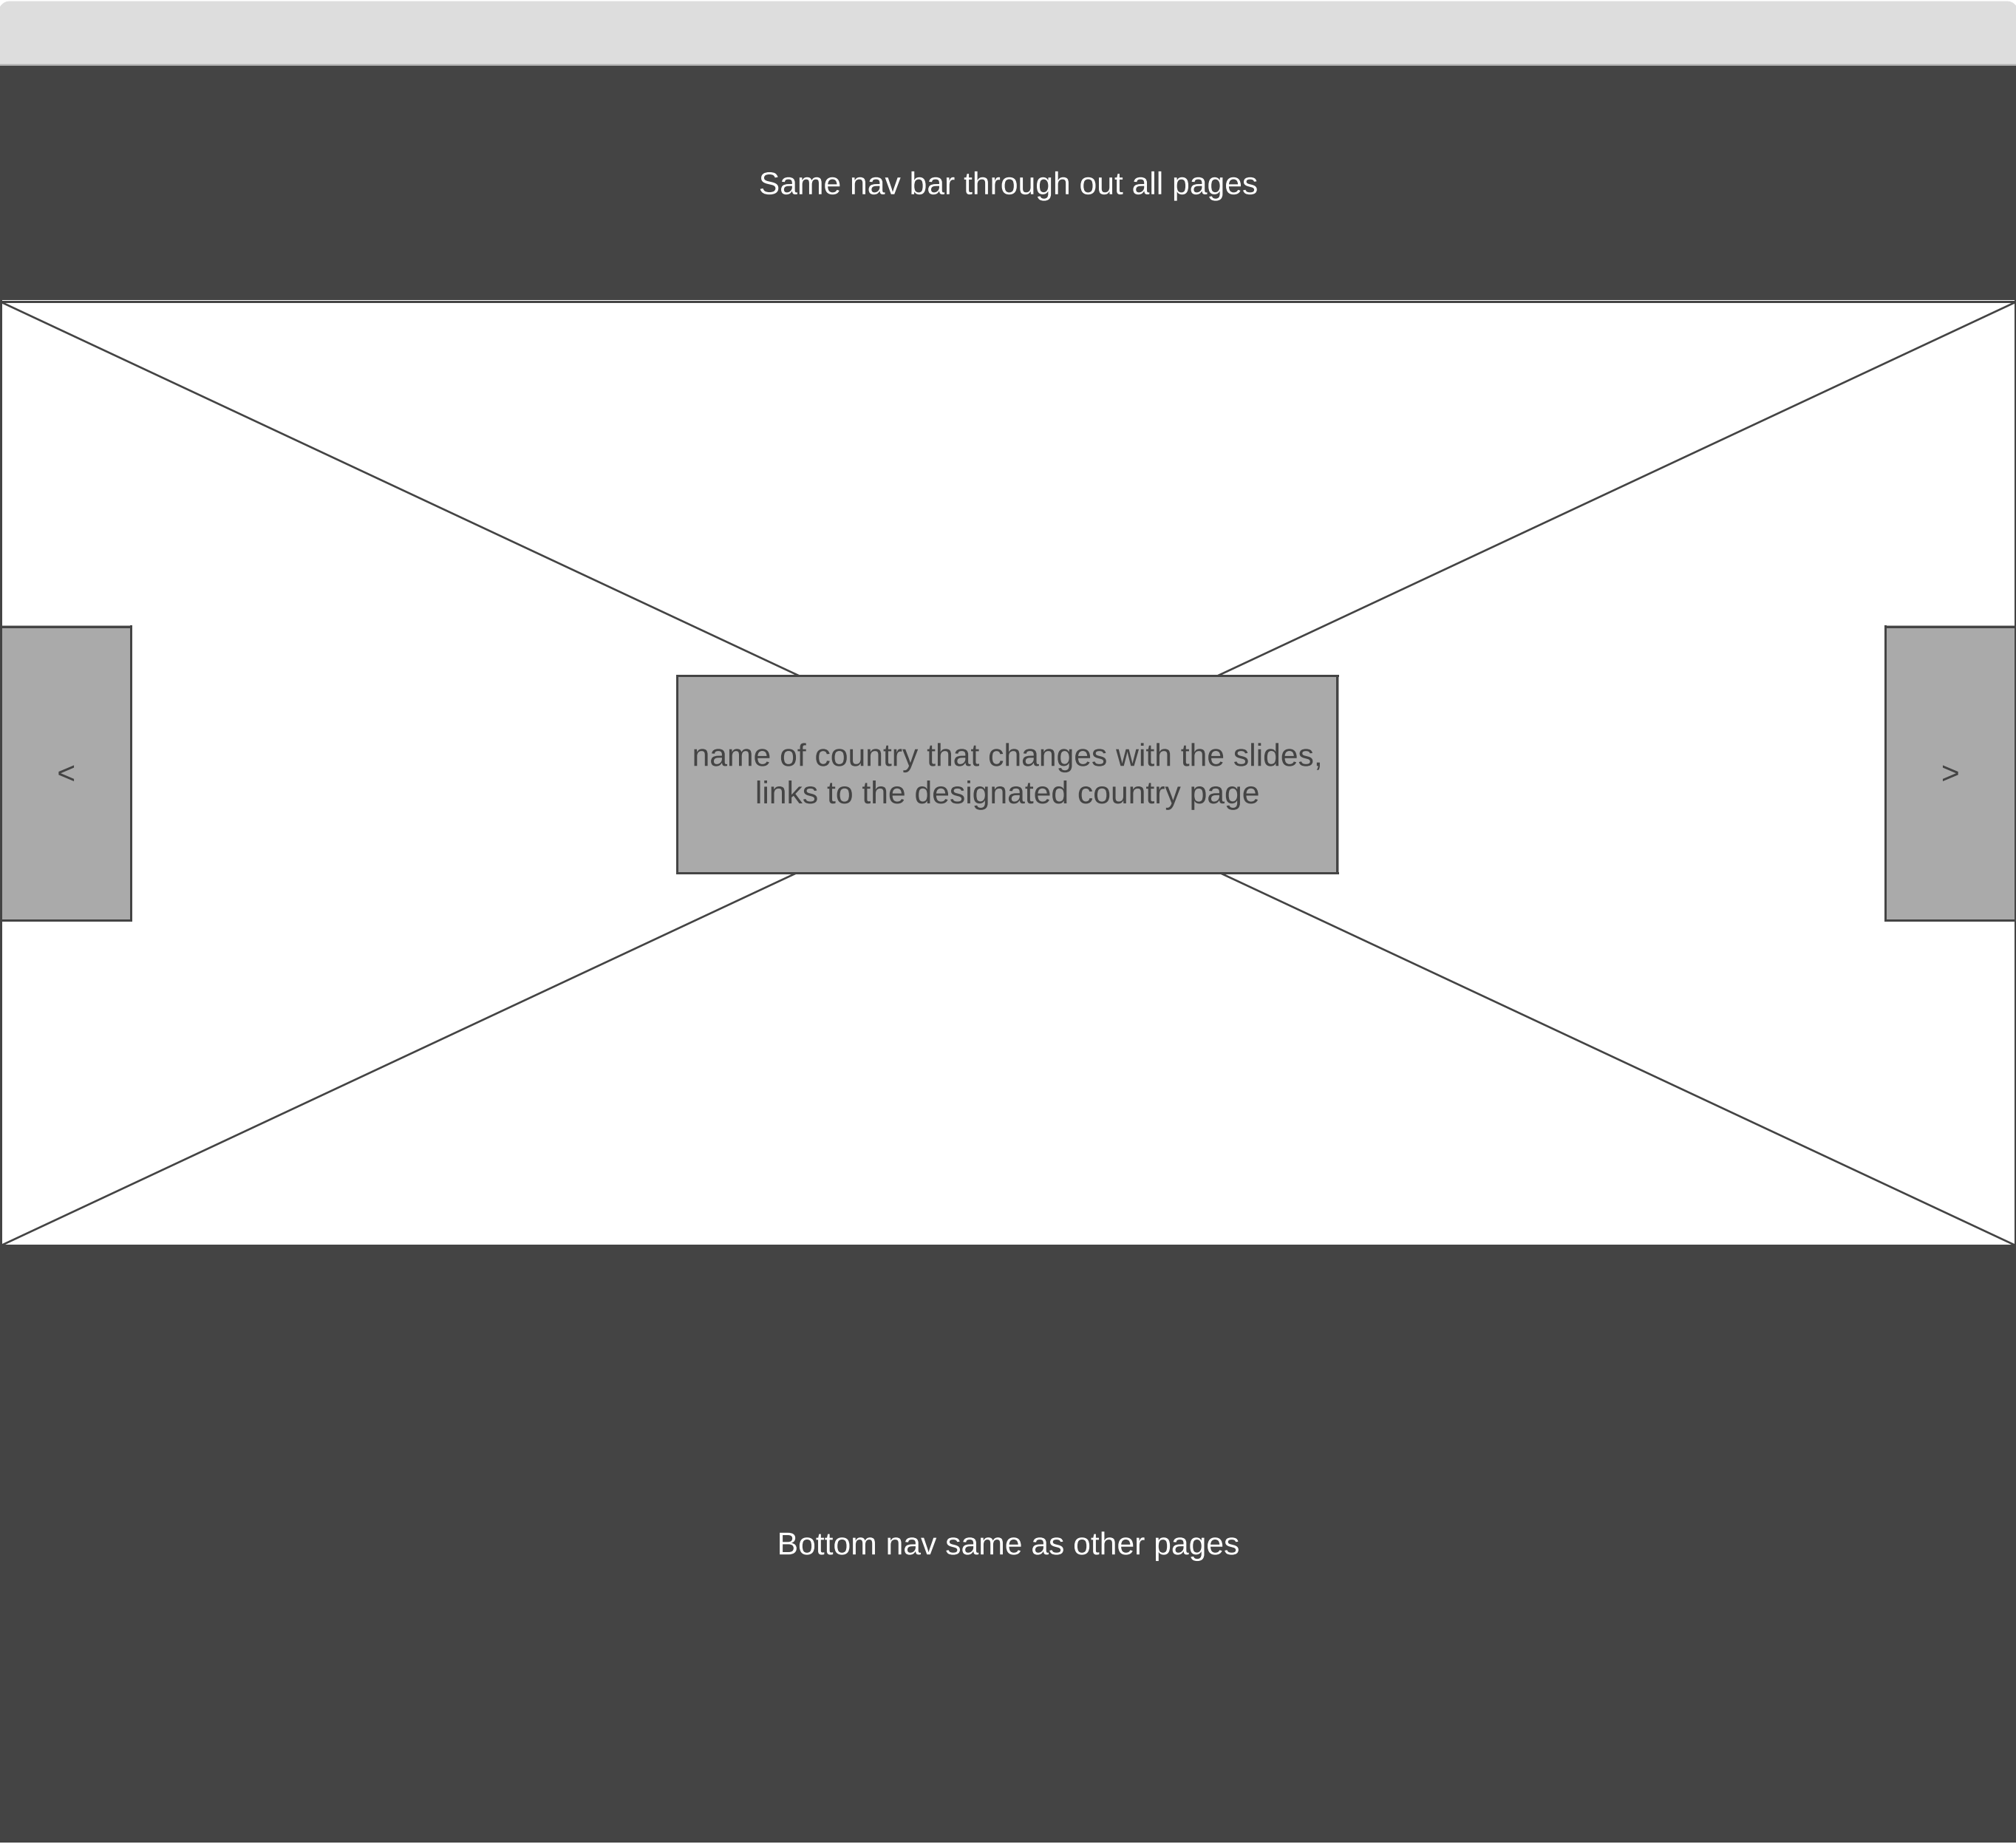 Same nav bar through out all pages
<
name of country that changes with the slides,
links to the designated country page
>
Bottom nav same as other pages